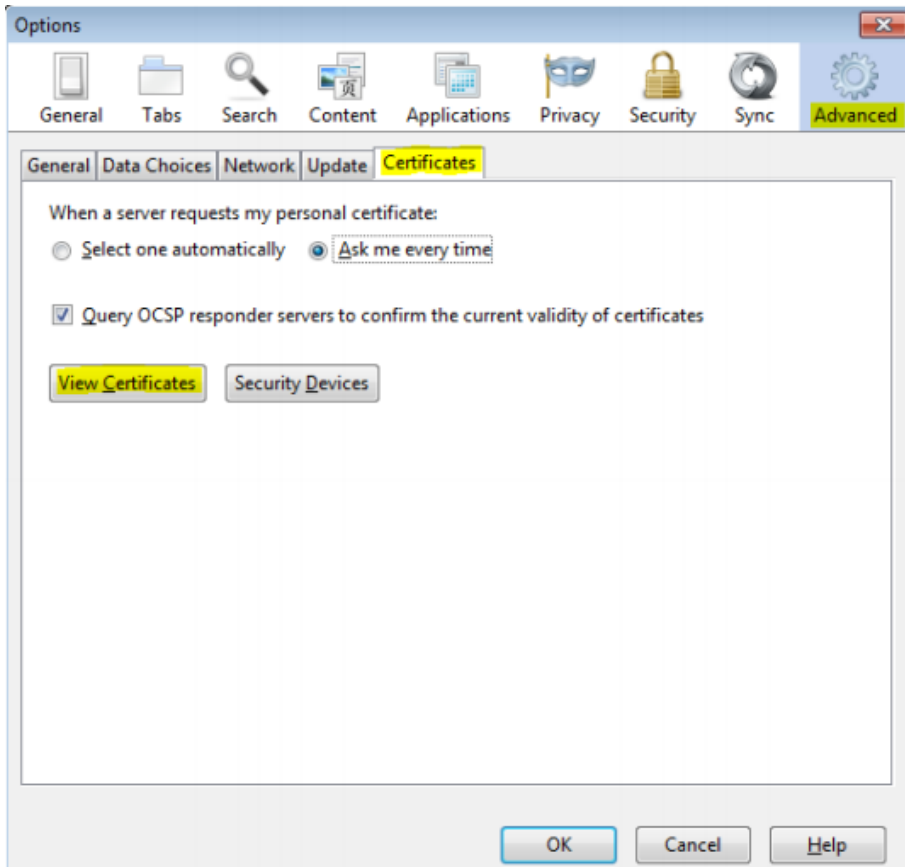 Options
General Tabs Search Content Applications Privacy Security Sync Advanced
General Data Choices Network Update Certificates
When a server requests my personal certificate:
Select one automatically Ask me every time
Query OCSP responder servers to confirm the current validity of certificates
View Certificates Security Devices
OK Cancel Help